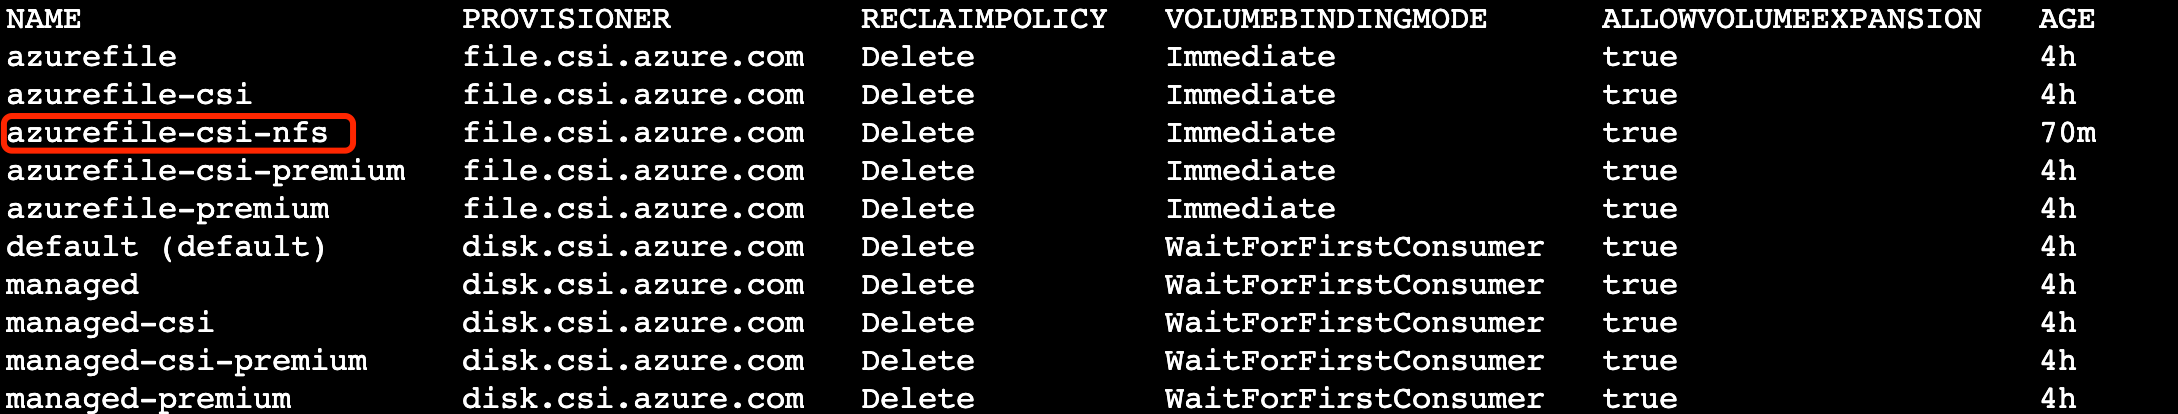 NAME PROVISIONER RECLAIMPOLICY VOLUMEBINDINGMODE ALLOWVOLUMEEXPANSION AGE
azurefile file.csi.azure.com Delete Immediate true 4h
azurefile-csi file.csi.azure.com Delete Immediate true 4h
azurefile-csi-nfs file.csi.azure.com Delete Immediate true 70m
azurefile-csi-premium file.csi.azure.com Delete Immediate true 4h
azurefile-premium file.csi.azure.com Delete Immediate true 4h
default (default) disk.csi.azure.com Delete WaitForFirstConsumer true 4h
managed disk.csi.azure.com Delete WaitForFirstConsumer true 4h
managed-csi disk.csi.azure.com Delete WaitForFirstConsumer true 4h
managed-csi-premium disk.csi.azure.com Delete WaitForFirstConsumer true 4h
managed-premium disk.csi.azure.com Delete WaitForFirstConsumer true 4h